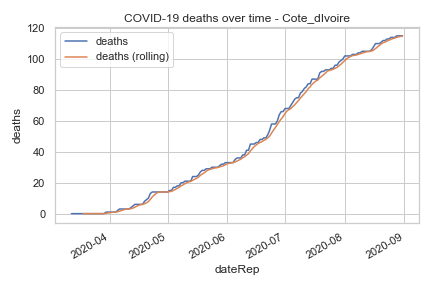 COVID-19 deaths over time - Cote_dIvoire
deaths
deaths (rolling)
deaths
120
100
80
60
40
20
0
2020-04
2020-05
2020-06
2020-07
2020-08
2020-09
dateRep